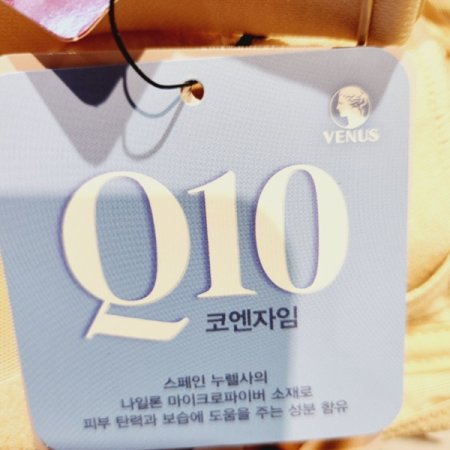 VENUS
Q10
코엔자임
스페인 누렐사의
나일론 마이크로파이버 소재로
피부 탄력과 보습에 도움을 주는 성분 함유